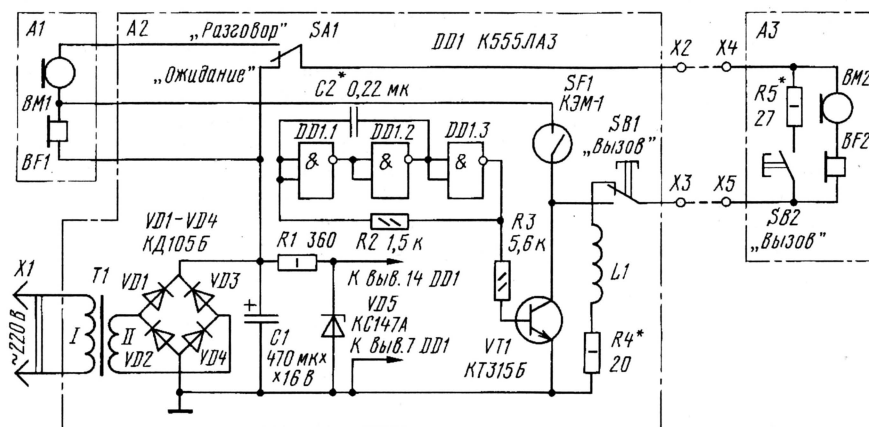 A1
A2
„Разговор”
SA1
DD1 К555ЛА3
X2
X4
A3
„Ожидание”
C2* 0,22 мк
SF1
КЭМ-1
BM1
BM2
R5*
27
DD1.1
DD1.2
DD1.3
&
&
&
SB1
„Вызов”
BF1
BF2
X3
X5
SB2
„Вызов”
VD1-VD4
КД105Б
R1 360
R2 1,5 к
R3
5,6 к
L1
X1
T1
VD1
VD3
К выв.14 DD1
VD5
КС147А
К выв.7 DD1
~220 В
I
II
VD2
VD4
+
C1
470 мк×
×16 В
VT1
КТ315Б
R4*
20